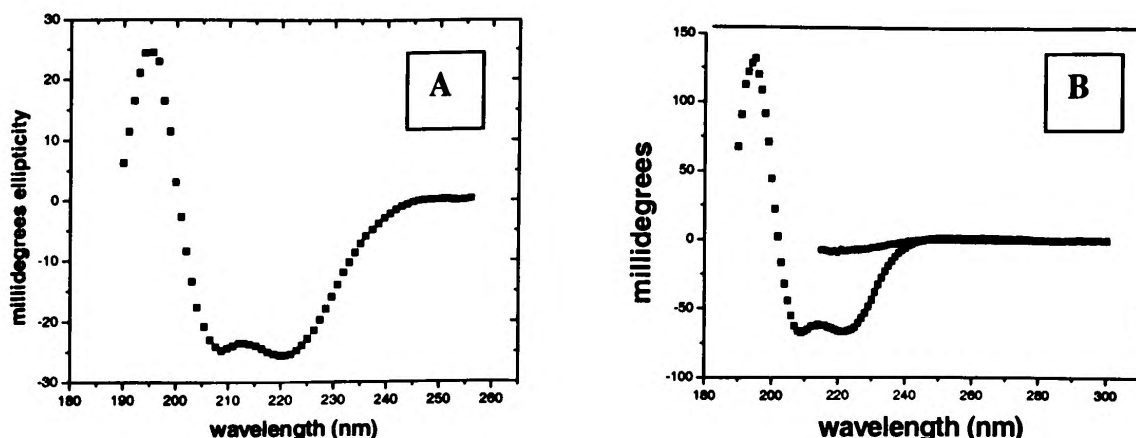 A
30
20
10
0
-10
-20
-30
millidegrees ellipticity
180 190 200 210 220 230 240 250 260
wavelength (nm)
B
150
100
50
0
-50
-100
millidegrees
180 200 220 240 260 280 300
wavelength (nm)